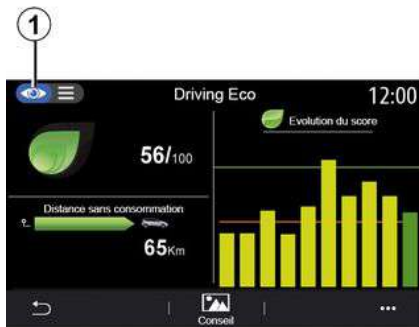 1
Driving Eco
12:00
56/100
Evolution du score
Distance sans consommation
65Km
Conseil